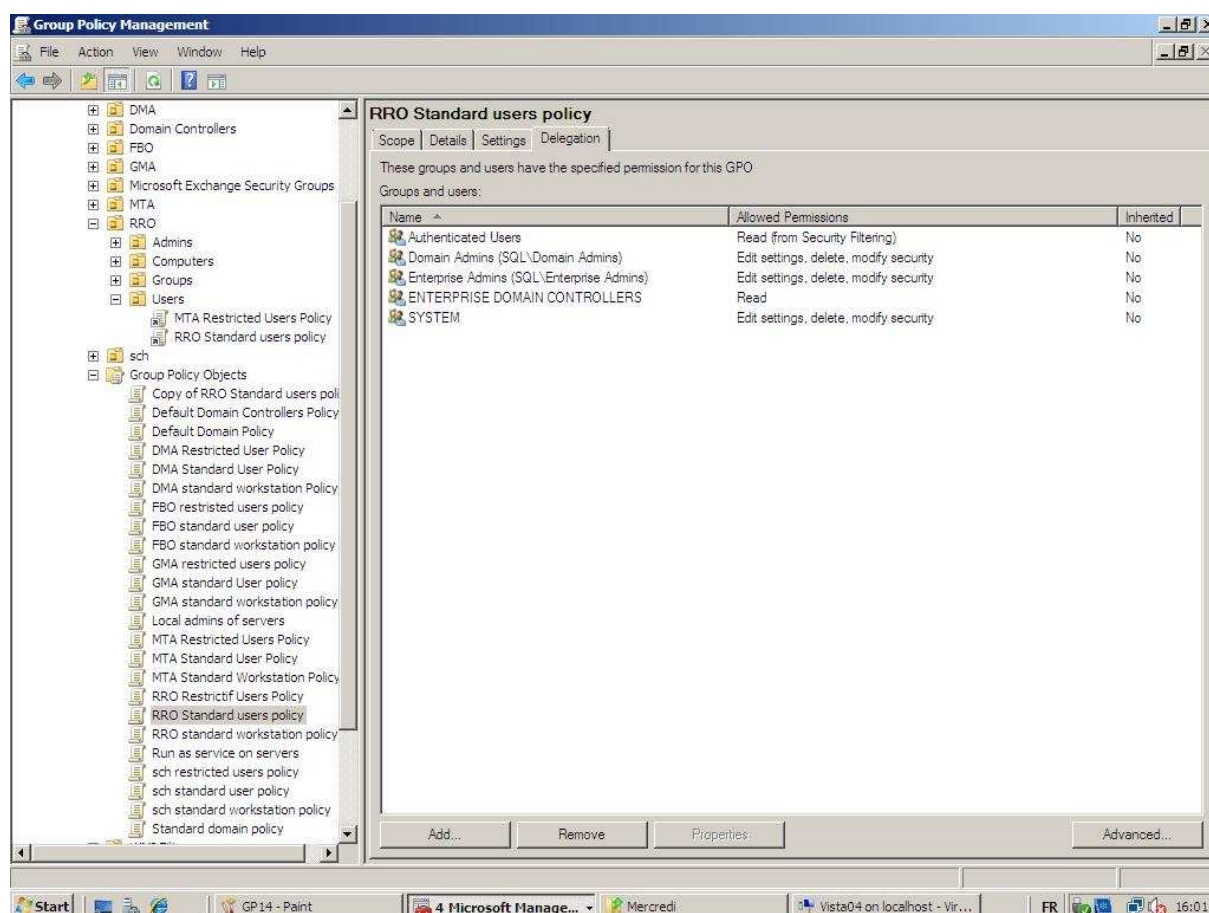 Group Policy Management
File Action View Window Help
DMA
Domain Controllers
FBO
GMA
Microsoft Exchange Security Groups
MTA
RRO
Admins
Computers
Groups
Users
MTA Restricted Users Policy
RRO Standard users policy
sch
Group Policy Objects
Copy of RRO Standard users poli
Default Domain Controllers Policy
Default Domain Policy
DMA Restricted User Policy
DMA Standard User Policy
DMA standard workstation Policy
FBO restristed users policy
FBO standard user policy
FBO standard workstation policy
GMA restricted users policy
GMA standard User policy
GMA standard workstation policy
Local admins of servers
MTA Restricted Users Policy
MTA Standard User Policy
MTA Standard Workstation Policy
RRO Restrictif Users Policy
RRO Standard users policy
RRO standard workstation policy
Run as service on servers
sch restricted users policy
sch standard user policy
sch standard workstation policy
Standard domain policy
RRO Standard users policy
Scope Details Settings Delegation
These groups and users have the specified permission for this GPO
Groups and users:
Name Allowed Permissions Inherited
Authenticated Users Read (from Security Filtering) No
Domain Admins (SQL\Domain Admins) Edit settings, delete, modify security No
Enterprise Admins (SQL\Enterprise Admins) Edit settings, delete, modify security No
ENTERPRISE DOMAIN CONTROLLERS Read No
SYSTEM Edit settings, delete, modify security No
Add... Remove Properties Advanced...
Start GP14 - Paint 4 Microsoft Manage... Mercredi Vista04 on localhost - Vir... FR 16:01